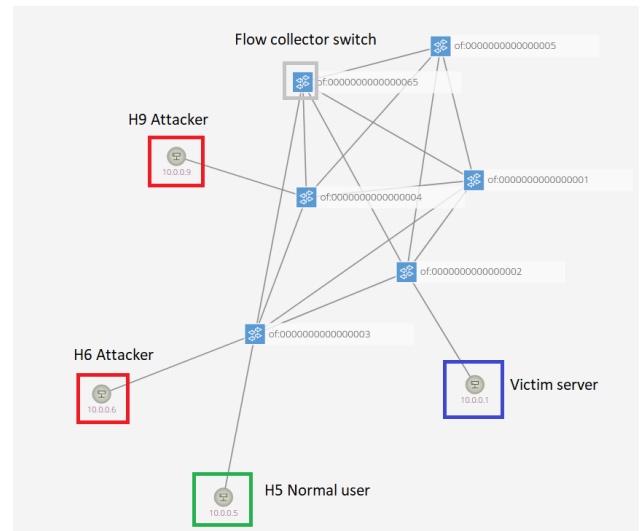 Flow collector switch
of:0000000000000005
of:0000000000000065
H9 Attacker
10.0.0.9
of:0000000000000001
of:0000000000000004
of:0000000000000002
of:0000000000000003
H6 Attacker
10.0.0.6
10.0.0.1
Victim server
H5 Normal user
10.0.0.5